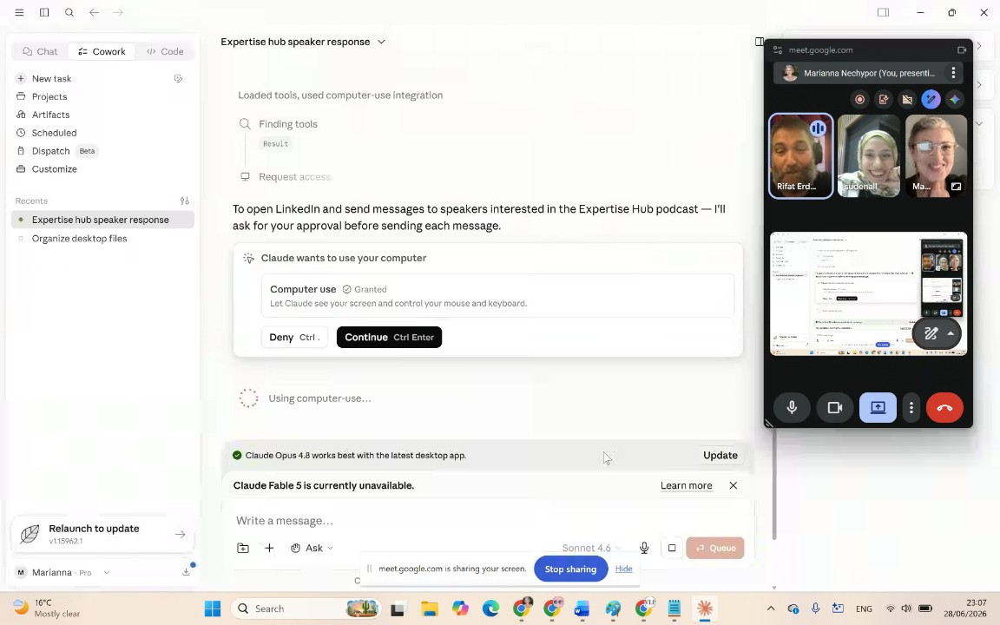 Chat
Cowork
Code
New task
Projects
Artifacts
Scheduled
Dispatch Beta
Customize
Recents
Expertise hub speaker response
Organize desktop files
Relaunch to update
v1.15962.1
M Marianna · Pro
Expertise hub speaker response
Loaded tools, used computer-use integration
Finding tools
Result
Request access
To open LinkedIn and send messages to speakers interested in the Expertise Hub podcast — I'll
ask for your approval before sending each message.
Claude wants to use your computer
Computer use Granted
Let Claude see your screen and control your mouse and keyboard.
Deny Ctrl .
Continue Ctrl Enter
Using computer-use…
Claude Opus 4.8 works best with the latest desktop app.
Update
Claude Fable 5 is currently unavailable.
Learn more
Write a message…
Ask
Sonnet 4.6
Queue
meet.google.com is sharing your screen.
Stop sharing
Hide
meet.google.com
Marianna Nechypor (You, presenti...
Rifat Erd...
sudenall
Ma...
16°C
Mostly clear
Search
ENG
23:07
28/06/2026